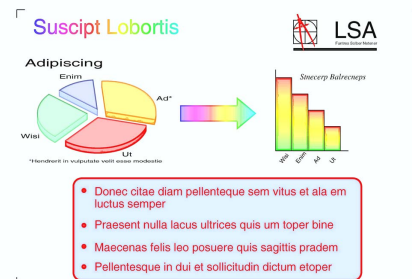 Suscipt Lobortis
LSA
Adipiscing
Enim
Ad*
Wisi
Ut
*Hendrerit in vulputate velit esse modestie
Stnecerp Balrecneps
Wisi
Enim
Ad
Ut
• Donec citae diam pellenteque sem vitus et ala em
luctus semper
• Praesent nulla lacus ultrices quis um toper bine
• Maecenas felis leo posuere quis sagittis pradem
• Pellentesque in dui et sollicitudin dictum etoper